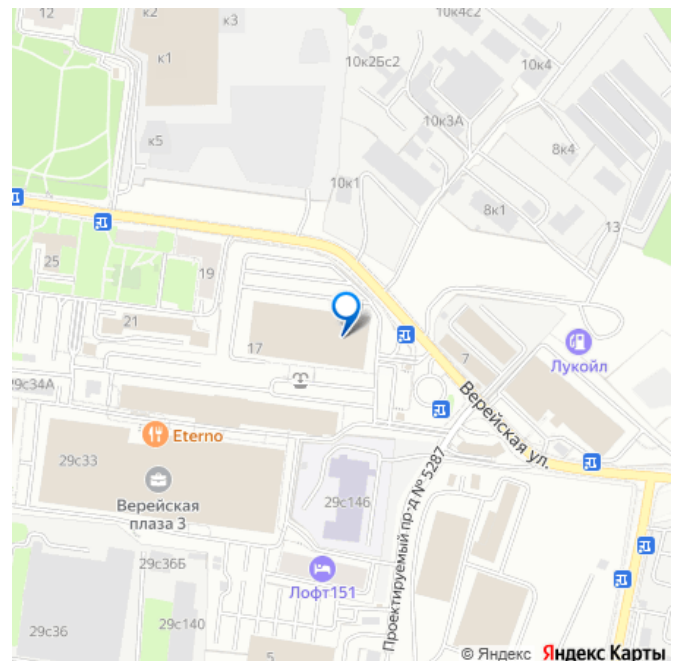 12
к2
к3
10к4с2
к1
10к2Бс2
10к4
10к3А
к5
8к4
10к1
8к1
13
25
19
21
17
7
Лукойл
29с34А
Верейская ул.
Eterno
29с33
Верейская
плаза 3
29с146
Проектируемый пр-д № 5287
29с36Б
Лофт151
29с36
29с140
5
© Яндекс Яндекс Карты